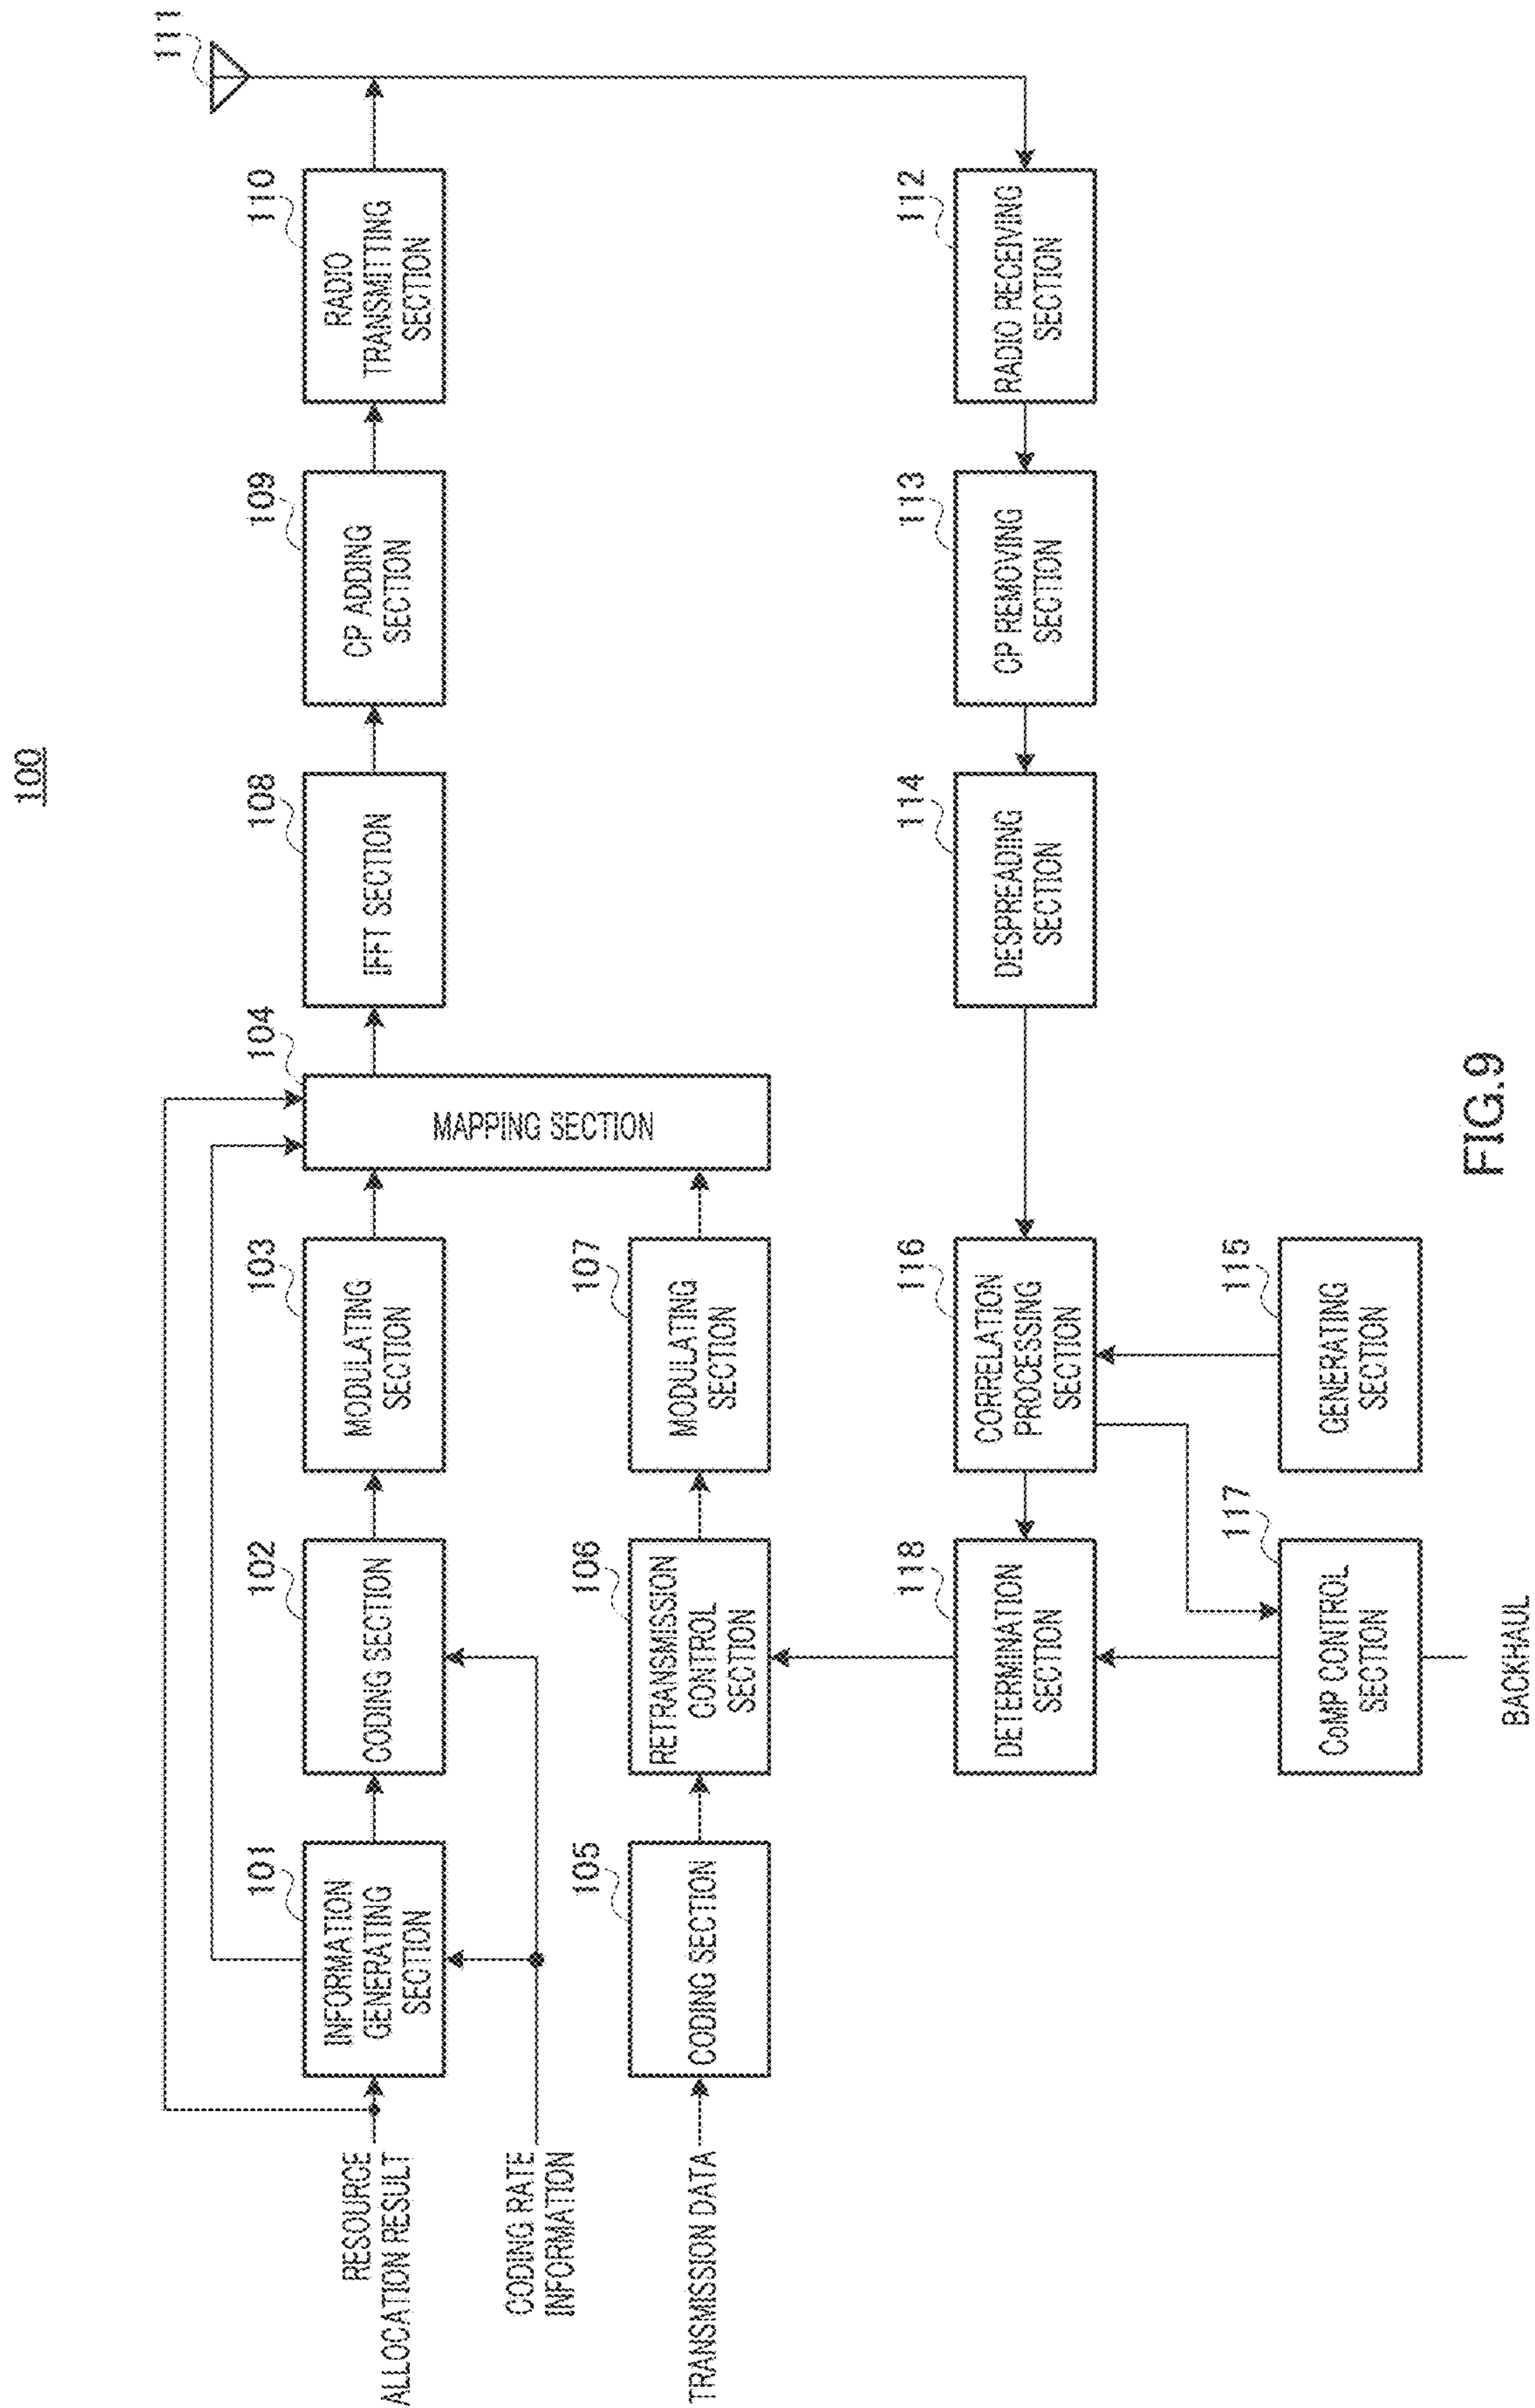 100
111
RESOURCE
ALLOCATION RESULT
CODING RATE
INFORMATION
101
INFORMATION
GENERATING
SECTION
102
CODING SECTION
103
MODULATING
SECTION
104
MAPPING SECTION
108
IFFT SECTION
109
CP ADDING
SECTION
110
RADIO
TRANSMITTING
SECTION
TRANSMISSION DATA
105
CODING SECTION
106
RETRANSMISSION
CONTROL
SECTION
107
MODULATING
SECTION
118
DETERMINATION
SECTION
116
CORRELATION
PROCESSING
SECTION
114
DESPREADING
SECTION
113
CP REMOVING
SECTION
112
RADIO RECEIVING
SECTION
117
CoMP CONTROL
SECTION
115
GENERATING
SECTION
BACKHAUL
FIG.9